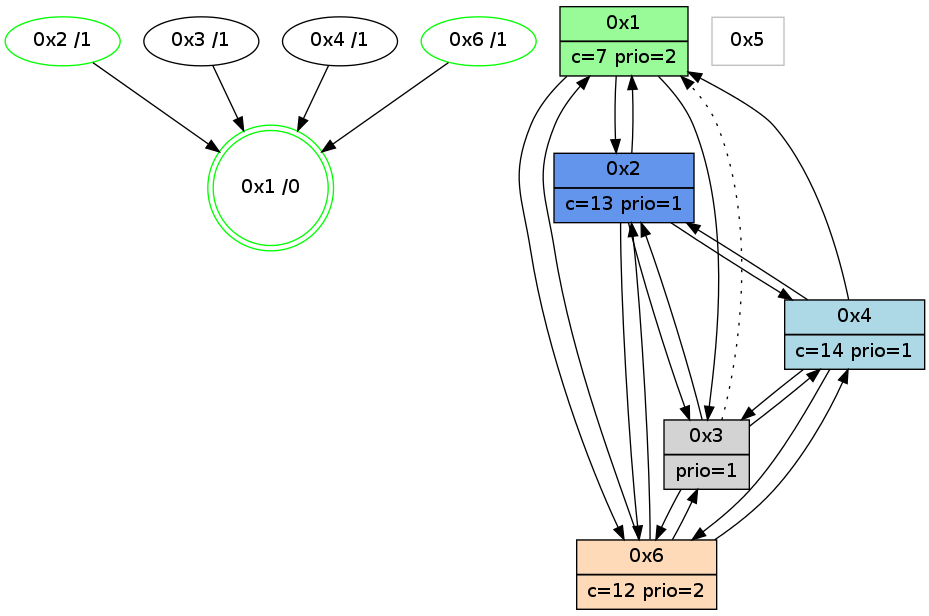 0x2 /1
0x3 /1
0x4 /1
0x6 /1
0x1 /0
0x1
c=7 prio=2
0x5
0x2
c=13 prio=1
0x4
c=14 prio=1
0x3
prio=1
0x6
c=12 prio=2